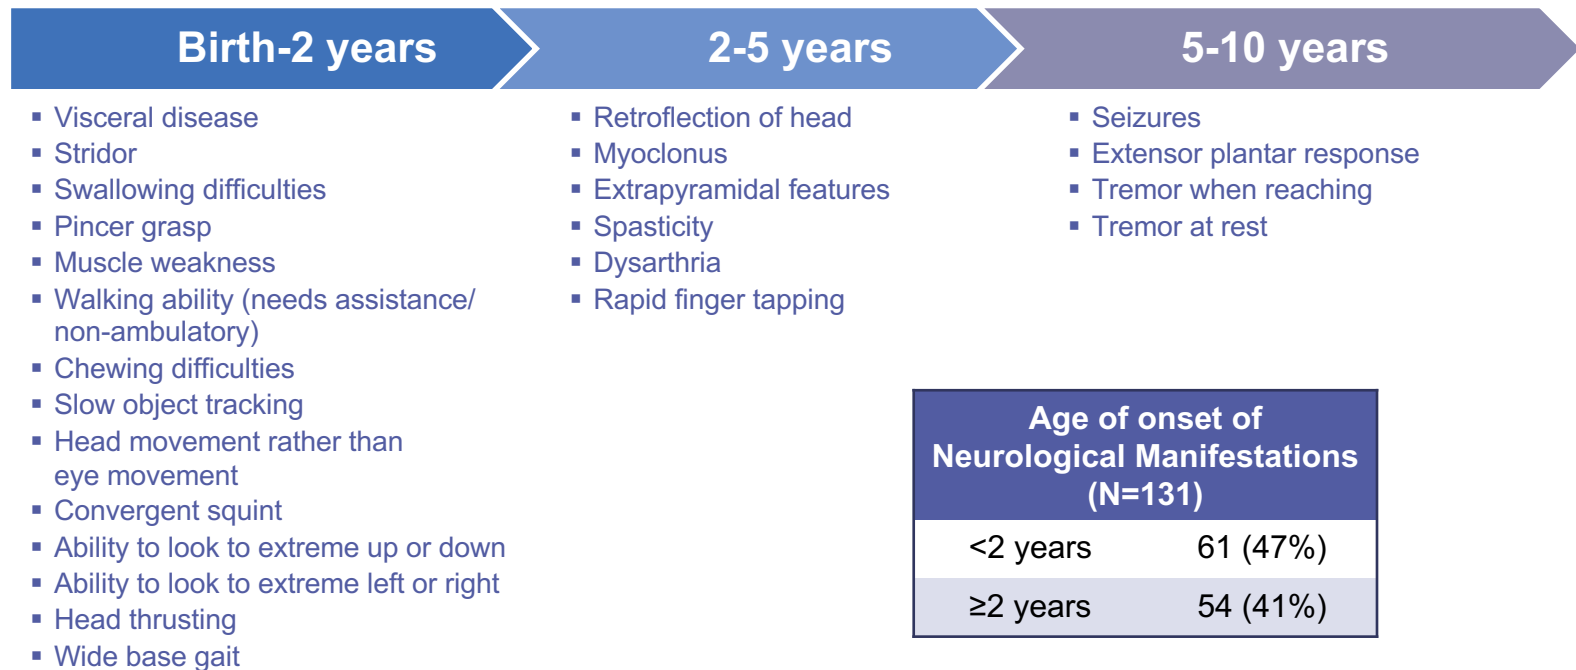 Birth-2 years
▪ Visceral disease
▪ Stridor
▪ Swallowing difficulties
▪ Pincer grasp
▪ Muscle weakness
▪ Walking ability (needs assistance/
non-ambulatory)
▪ Chewing difficulties
▪ Slow object tracking
▪ Head movement rather than
eye movement
▪ Convergent squint
▪ Ability to look to extreme up or down
▪ Ability to look to extreme left or right
▪ Head thrusting
▪ Wide base gait
2-5 years
▪ Retroflection of head
▪ Myoclonus
▪ Extrapyramidal features
▪ Spasticity
▪ Dysarthria
▪ Rapid finger tapping
5-10 years
▪ Seizures
▪ Extensor plantar response
▪ Tremor when reaching
▪ Tremor at rest
Age of onset of
Neurological Manifestations
(N=131)
<2 years 61 (47%)
≥2 years 54 (41%)